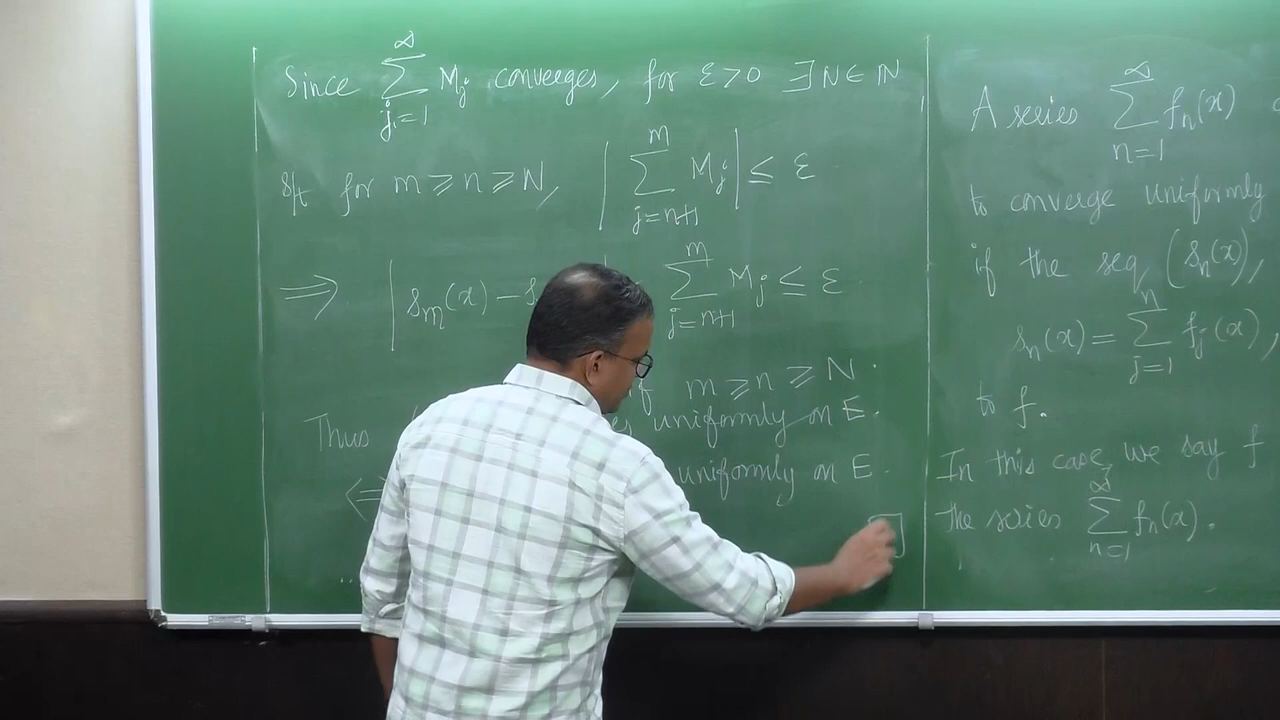 Since ∑_{j=1}^{∞} M_j converges, for ε>0 ∃ N ∈ ℕ
s/t for m ⩾ n ⩾ N, | ∑_{j=n+1}^{m} M_j | ≤ ε
⟹ | s_m(x) − ∑_{j=n+1}^{m} M_j ≤ ε
if m ⩾ n ⩾ N.
Thus uniformly on E.
uniformly on E.
A series ∑_{n=1}^{∞} f_n(x)
to converge uniformly
if the seq (s_n(x)),
s_n(x) = ∑_{j=1}^{n} f_j(x),
to f.
In this case, we say f
the series ∑_{n=1}^{∞} f_n(x).